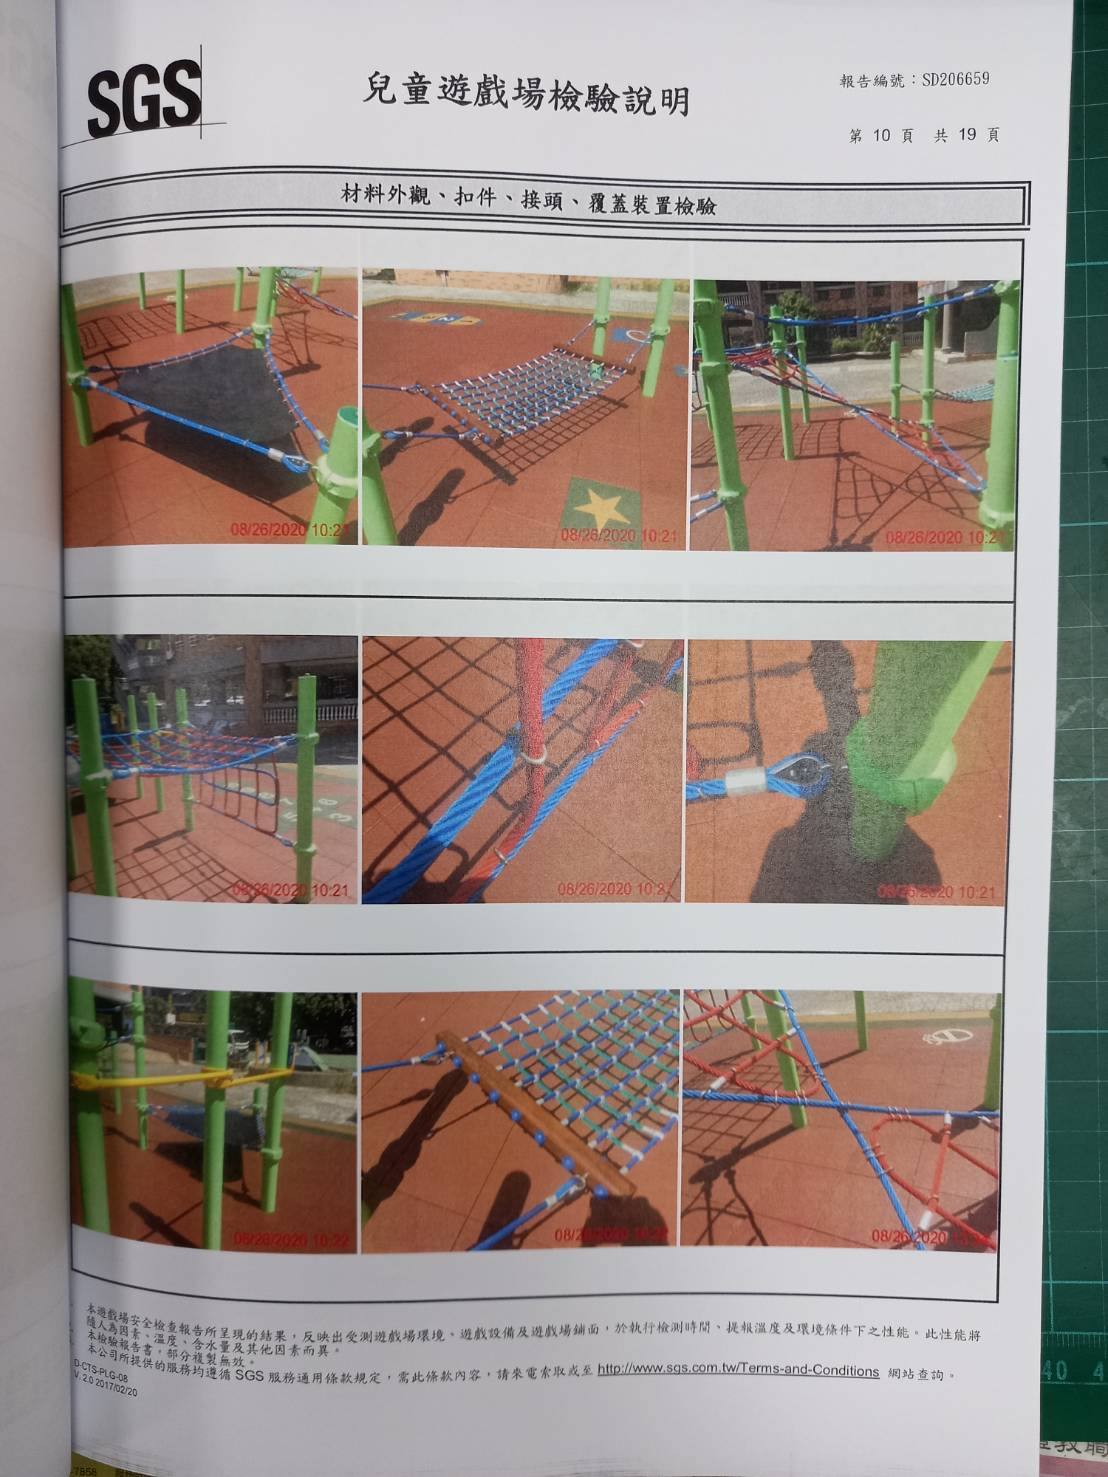 SGS
兒童遊戲場檢驗說明
報告編號：SD206659
第 10 頁 共 19 頁
材料外觀、扣件、接頭、覆蓋裝置檢驗
08/26/2020 10:21
08/26/2020 10:21
08/26/2020 10:21
08/26/2020 10:21
08/26/2020 10:2
08/26/2020 10:21
08/26/2020 10:22
08/2
08/26/2020
本遊戲場安全檢查報告所呈現的結果，反映出受測遊戲場環境、遊戲設備及遊戲場鋪面，於執行檢測時間、提報溫度及環境條件下之性能。此性能將
隨人為因素、溫度、含水量及其他因素而異。
本檢驗報告書，部分複製無效。
本公司所提供的服務均遵循 SGS 服務通用條款規定，需此條款內容，請來電索取或至 http://www.sgs.com.tw/Terms-and-Conditions 網站查詢。
D-CTS-PLG-08
V. 2.0 2017/02/20
40 4
-7858
教職